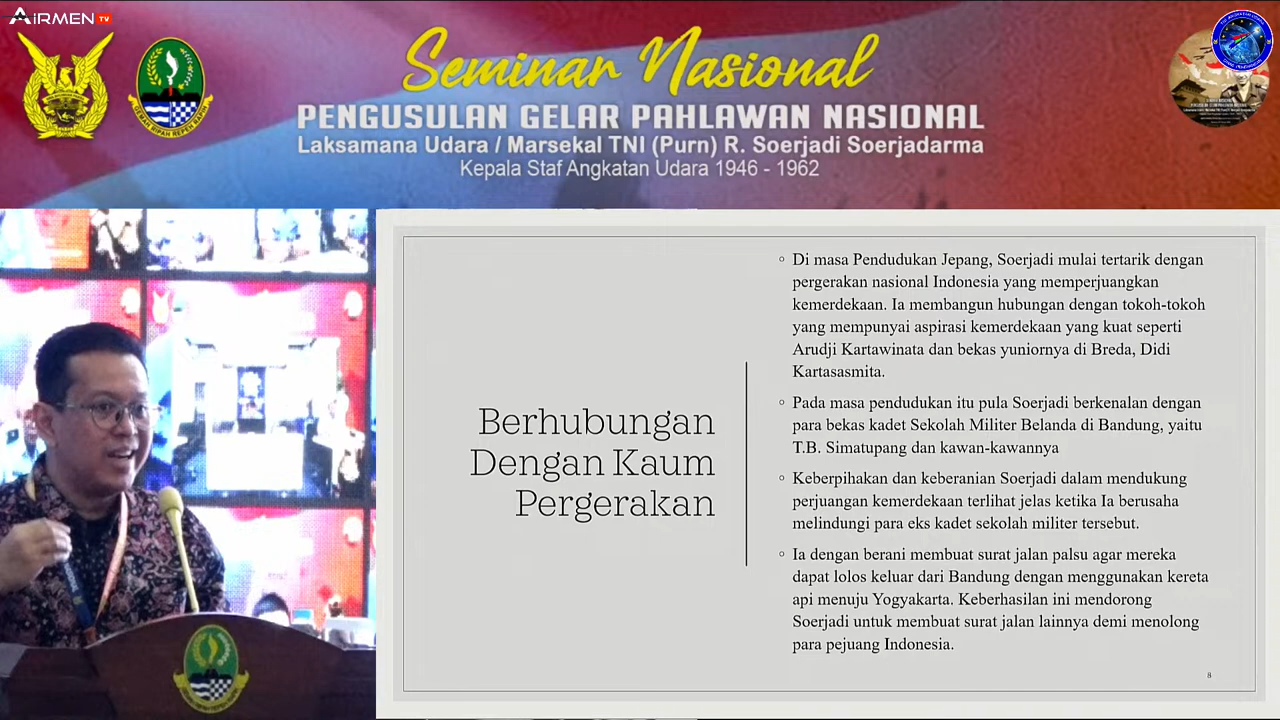 AiRMEN TV
Seminar Nasional
PENGUSULAN GELAR PAHLAWAN NASIONAL
Laksamana Udara / Marsekal TNI (Purn) R. Soerjadi Soerjadarma
Kepala Staf Angkatan Udara 1946 - 1962
Berhubungan
Dengan Kaum
Pergerakan
Di masa Pendudukan Jepang, Soerjadi mulai tertarik dengan
pergerakan nasional Indonesia yang memperjuangkan
kemerdekaan. Ia membangun hubungan dengan tokoh-tokoh
yang mempunyai aspirasi kemerdekaan yang kuat seperti
Arudji Kartawinata dan bekas yuniornya di Breda, Didi
Kartasasmita.
Pada masa pendudukan itu pula Soerjadi berkenalan dengan
para bekas kadet Sekolah Militer Belanda di Bandung, yaitu
T.B. Simatupang dan kawan-kawannya
Keberpihakan dan keberanian Soerjadi dalam mendukung
perjuangan kemerdekaan terlihat jelas ketika Ia berusaha
melindungi para eks kadet sekolah militer tersebut.
Ia dengan berani membuat surat jalan palsu agar mereka
dapat lolos keluar dari Bandung dengan menggunakan kereta
api menuju Yogyakarta. Keberhasilan ini mendorong
Soerjadi untuk membuat surat jalan lainnya demi menolong
para pejuang Indonesia.
8